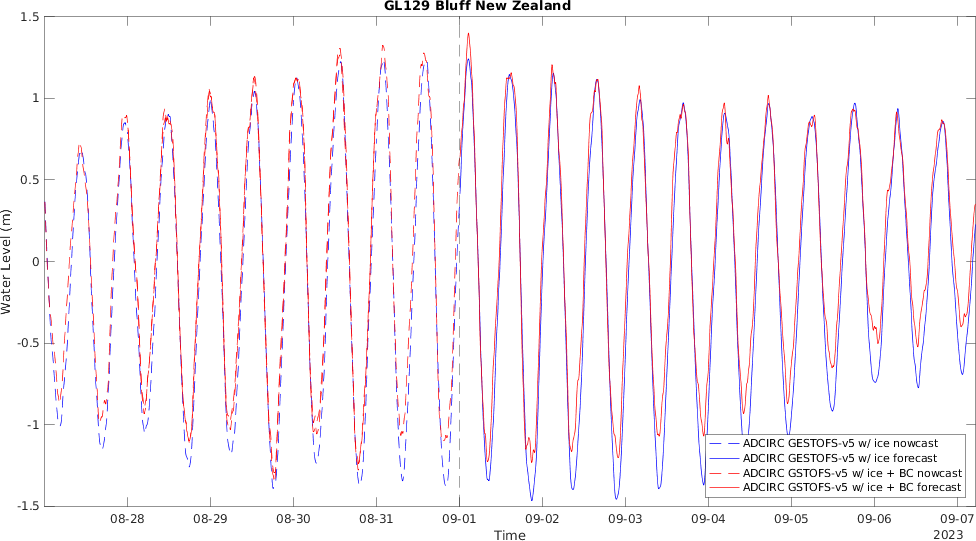 GL129 Bluff New Zealand
Water Level (m)
1.5
1
0.5
0
-0.5
-1
-1.5
ADCIRC GESTOFS-v5 w/ ice nowcast
ADCIRC GESTOFS-v5 w/ ice forecast
ADCIRC GSTOFS-v5 w/ ice + BC nowcast
ADCIRC GSTOFS-v5 w/ ice + BC forecast
08-28 08-29 08-30 08-31 09-01 09-02 09-03 09-04 09-05 09-06 09-07
Time
2023